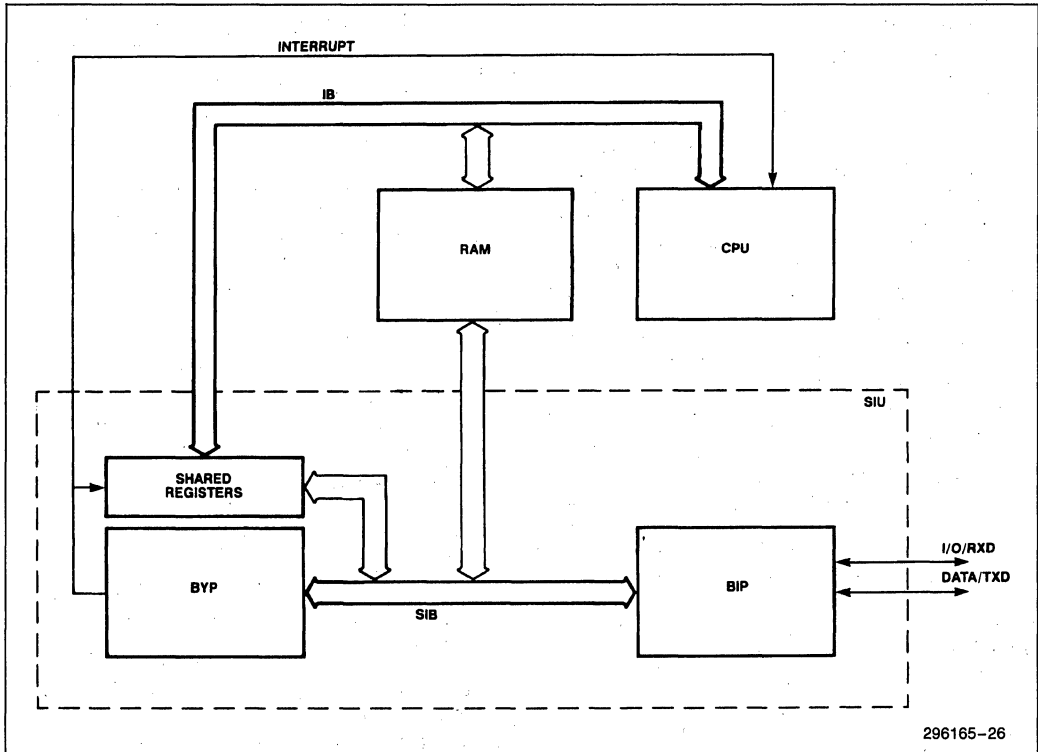 INTERRUPT
IB
RAM
CPU
SIU
SHARED
REGISTERS
BYP
SIB
BIP
I/O/RXD
DATA/TXD
296165–26